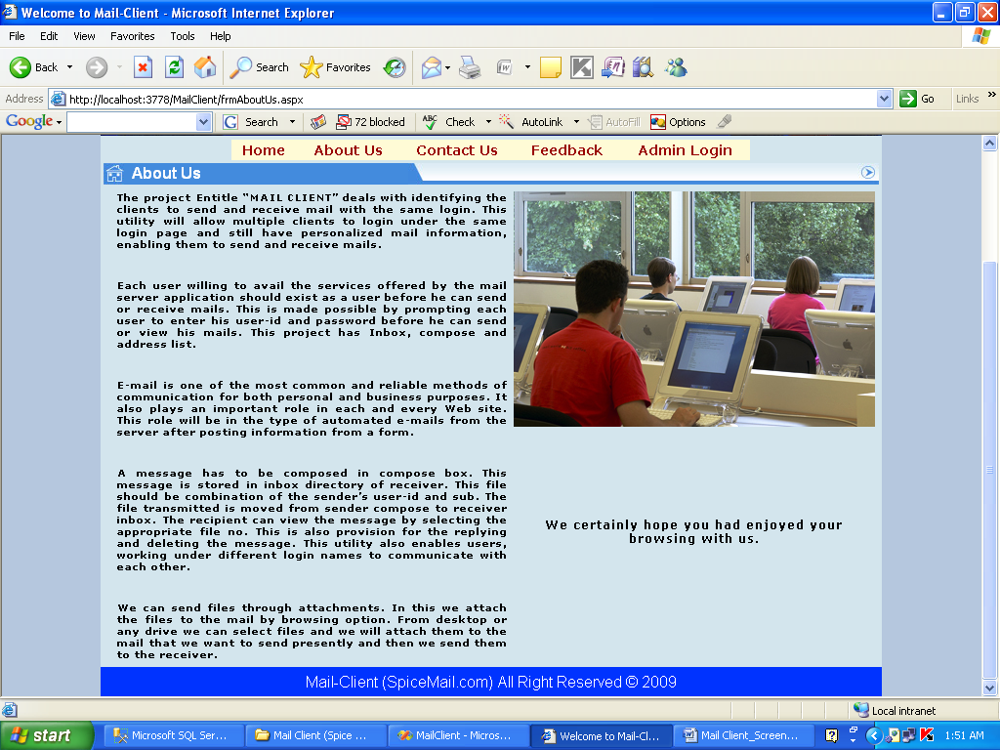 Welcome to Mail-Client - Microsoft Internet Explorer
File Edit View Favorites Tools Help
Back Search Favorites
Address http://localhost:3778/MailClient/frmAboutUs.aspx Go Links »
Google Search 72 blocked ABC Check AutoLink AutoFill Options
Home About Us Contact Us Feedback Admin Login
About Us
The project Entitle “MAIL CLIENT” deals with identifying the
clients to send and receive mail with the same login. This
utility will allow multiple clients to login under the same
login page and still have personalized mail information,
enabling them to send and receive mails.
Each user willing to avail the services offered by the mail
server application should exist as a user before he can send
or receive mails. This is made possible by prompting each
user to enter his user-id and password before he can send
or view his mails. This project has Inbox, compose and
address list.
E-mail is one of the most common and reliable methods of
communication for both personal and business purposes. It
also plays an important role in each and every Web site.
This role will be in the type of automated e-mails from the
server after posting information from a form.
A message has to be composed in compose box. This
message is stored in inbox directory of receiver. This file
should be combination of the sender’s user-id and sub. The
file transmitted is moved from sender compose to receiver
inbox. The recipient can view the message by selecting the
appropriate file no. This is also provision for the replying
and deleting the message. This utility also enables users,
working under different login names to communicate with
each other.
We can send files through attachments. In this we attach
the files to the mail by browsing option. From desktop or
any drive we can select files and we will attach them to the
mail that we want to send presently and then we send them
to the receiver.
We certainly hope you had enjoyed your
browsing with us.
Mail-Client (SpiceMail.com) All Right Reserved © 2009
Local intranet
start Microsoft SQL Ser... Mail Client (Spice ... MailClient - Micros... Welcome to Mail-Cl... Mail Client_Screen... 1:51 AM